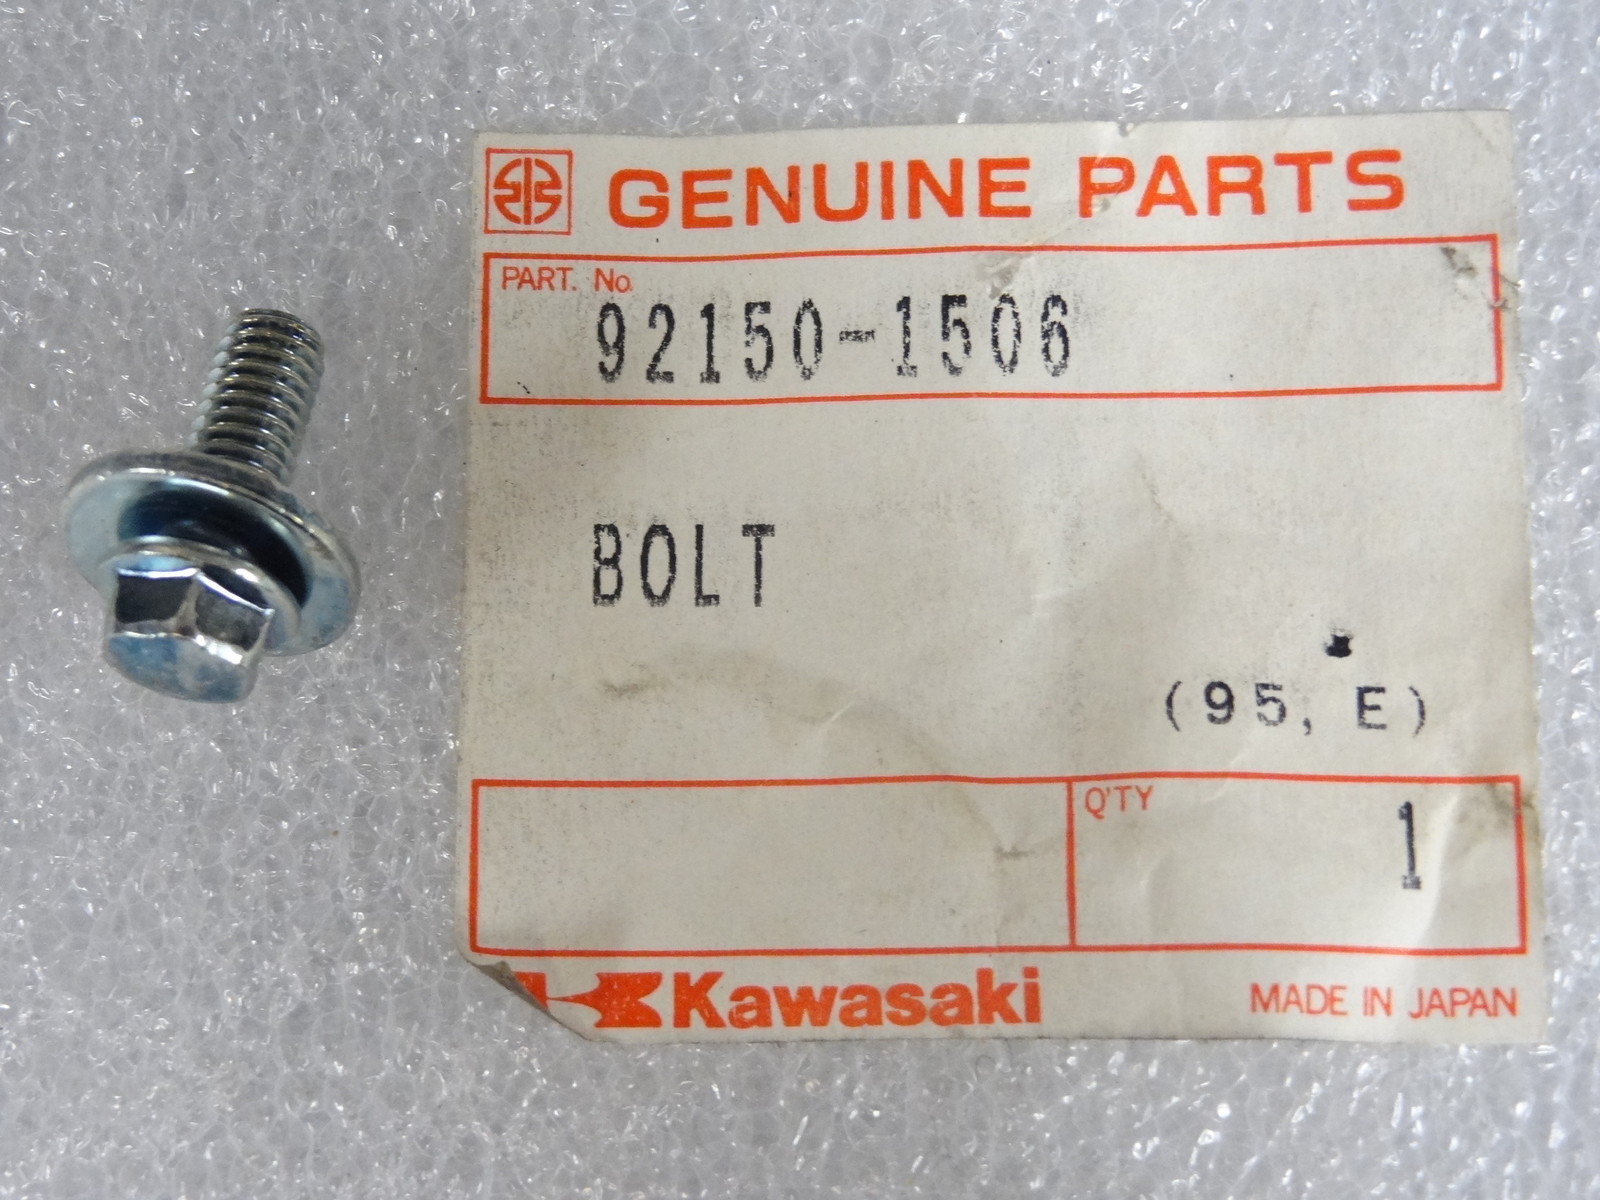 GENUINE PARTS
PART. No.
92150-1506
BOLT
(95, E)
Q'TY
1
Kawasaki
MADE IN JAPAN